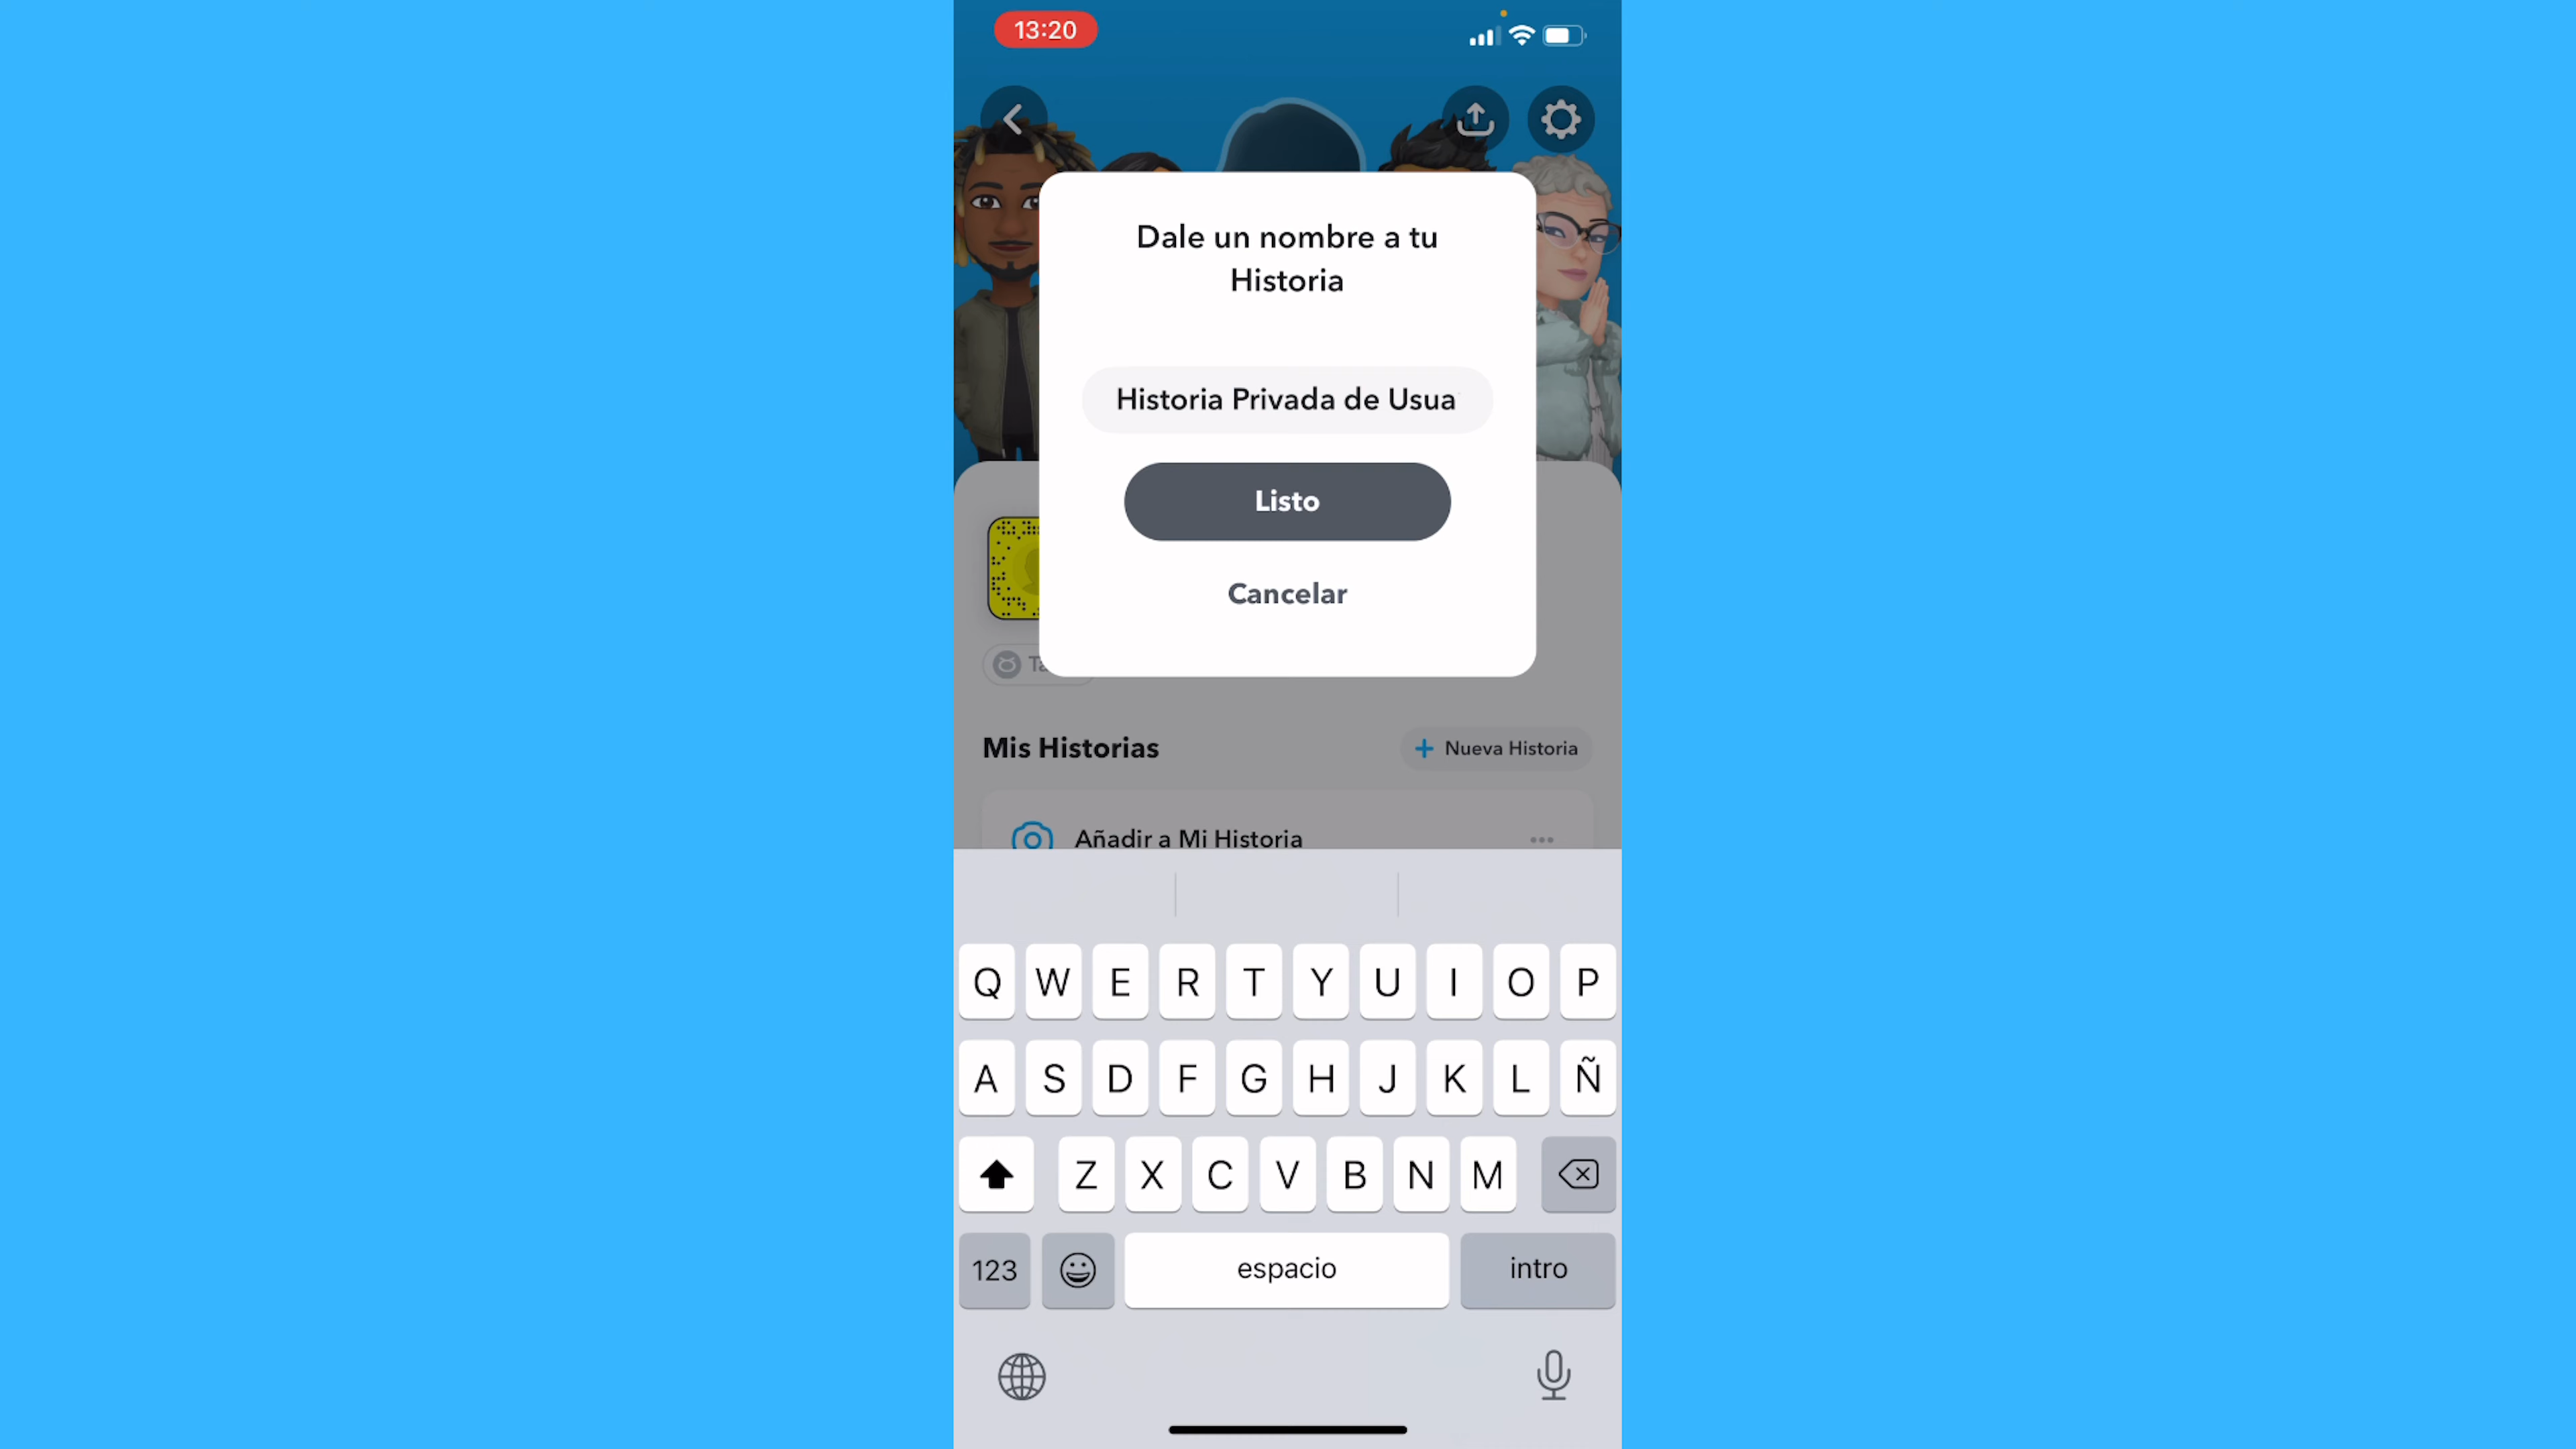 13:20
Dale un nombre a tu
Historia
Historia Privada de Usua
Listo
Cancelar
Mis Historias
+ Nueva Historia
Añadir a Mi Historia
Q W E R T Y U I O P
A S D F G H J K L Ñ
Z X C V B N M
123
espacio
intro